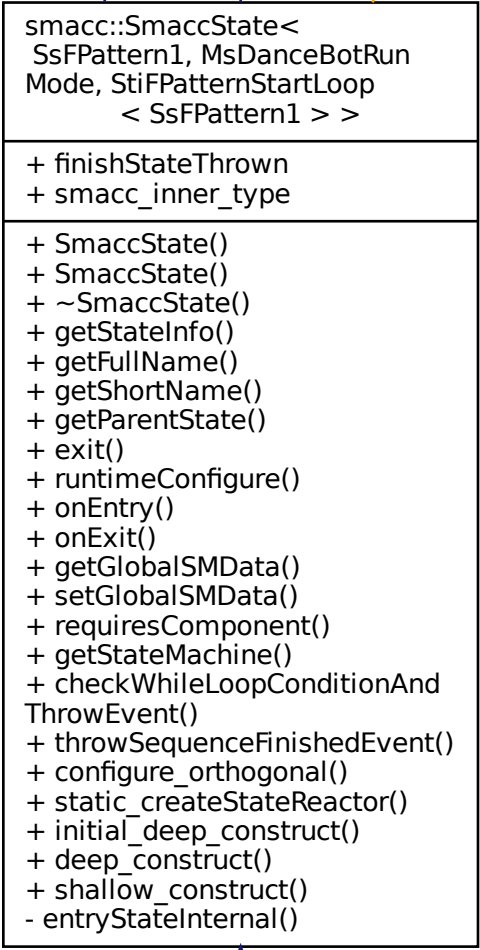 smacc::SmaccState<
SsFPattern1, MsDanceBotRun
Mode, StiFPatternStartLoop
< SsFPattern1 > >
+ finishStateThrown
+ smacc_inner_type
+ SmaccState()
+ SmaccState()
+ ~SmaccState()
+ getStateInfo()
+ getFullName()
+ getShortName()
+ getParentState()
+ exit()
+ runtimeConfigure()
+ onEntry()
+ onExit()
+ getGlobalSMData()
+ setGlobalSMData()
+ requiresComponent()
+ getStateMachine()
+ checkWhileLoopConditionAnd
ThrowEvent()
+ throwSequenceFinishedEvent()
+ configure_orthogonal()
+ static_createStateReactor()
+ initial_deep_construct()
+ deep_construct()
+ shallow_construct()
- entryStateInternal()